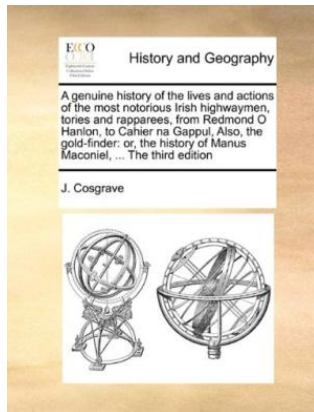 ECCO
History and Geography
A genuine history of the lives and actions
of the most notorious Irish highwaymen,
tories and rapparees, from Redmond O
Hanlon, to Cahier na Gappul, Also, the
gold-finder: or, the history of Manus
Maconiel, ... The third edition
J. Cosgrave